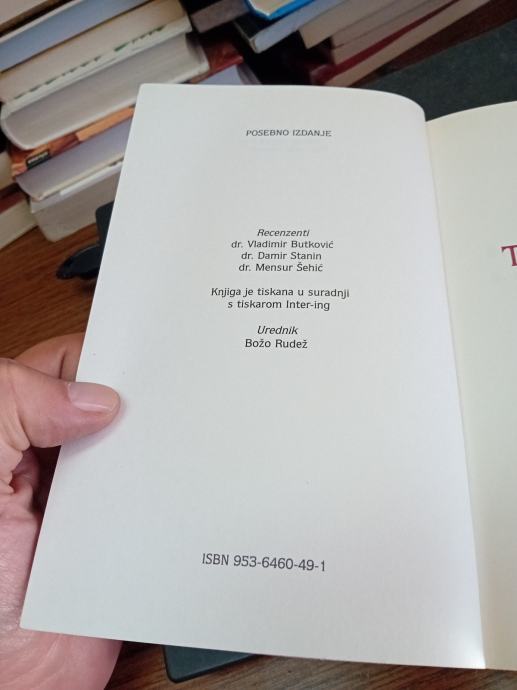 POSEBNO IZDANJE
Recenzenti
dr. Vladimir Butković
dr. Damir Stanin
dr. Mensur Šehić
Knjiga je tiskana u suradnji
s tiskarom Inter-ing
Urednik
Božo Rudež
ISBN 953-6460-49-1
T